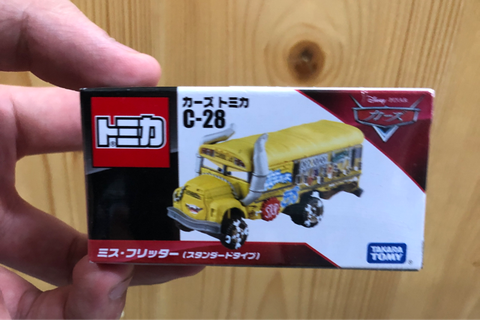 トミカ
カーズ トミカ
C-28
Disney・PIXAR
カーズ
ミス・フリッター (スタンダードタイプ)
TAKARA
TOMY